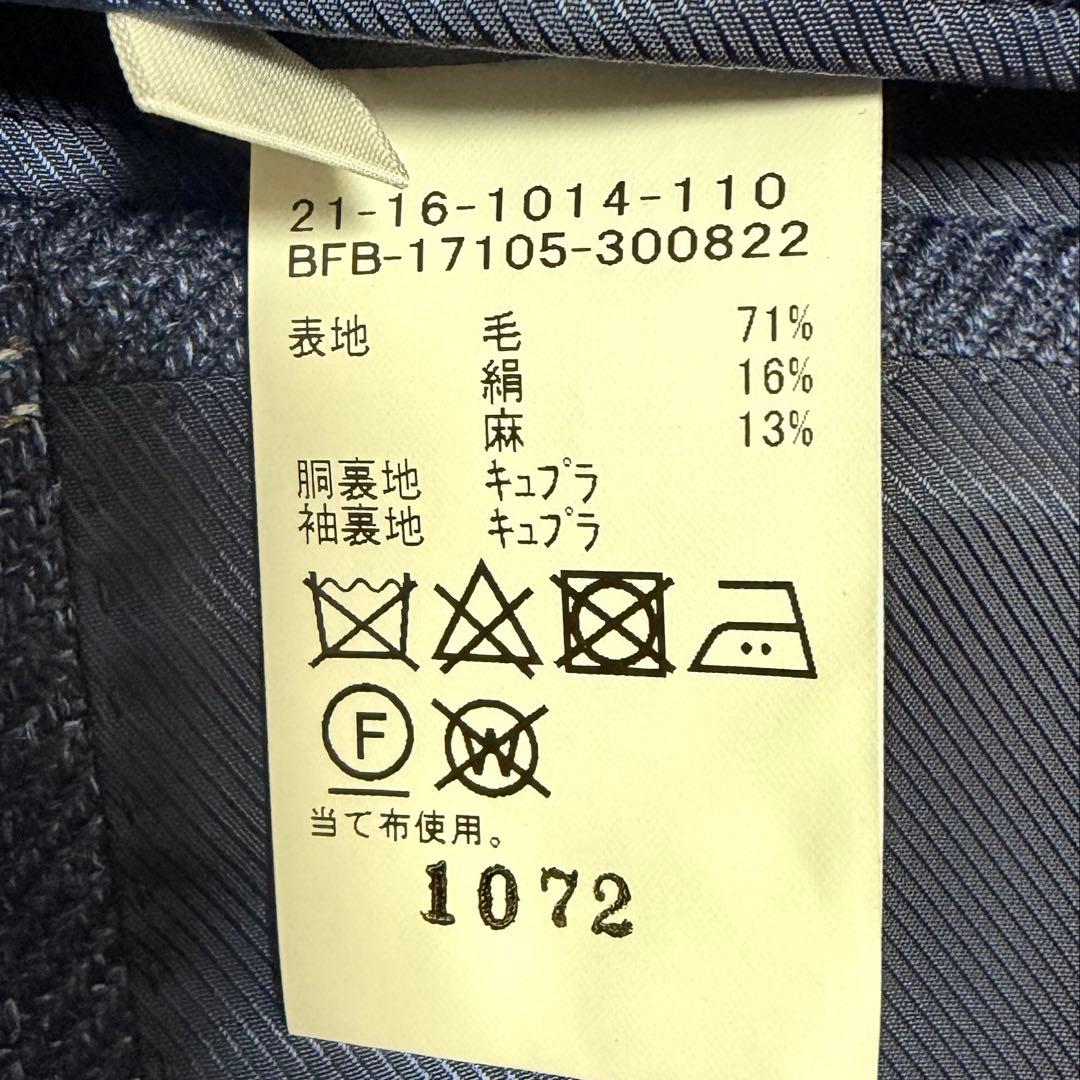 21-16-1014-110
BFB-17105-300822
表地 毛 71%
絹 16%
麻 13%
胴裏地 キュプラ
袖裏地 キュプラ
F W
当て布使用。
1072